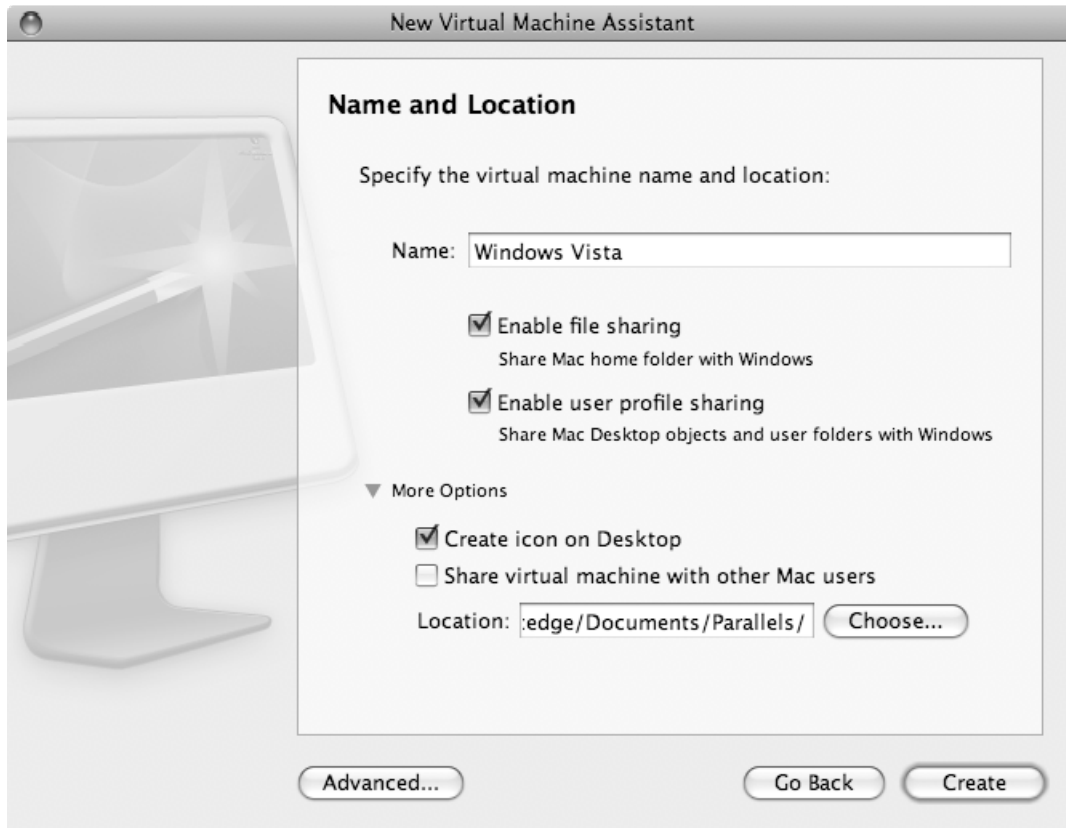 New Virtual Machine Assistant
Name and Location
Specify the virtual machine name and location:
Name: Windows Vista
Enable file sharing
Share Mac home folder with Windows
Enable user profile sharing
Share Mac Desktop objects and user folders with Windows
More Options
Create icon on Desktop
Share virtual machine with other Mac users
Location: :edge/Documents/Parallels/ Choose...
Advanced... Go Back Create